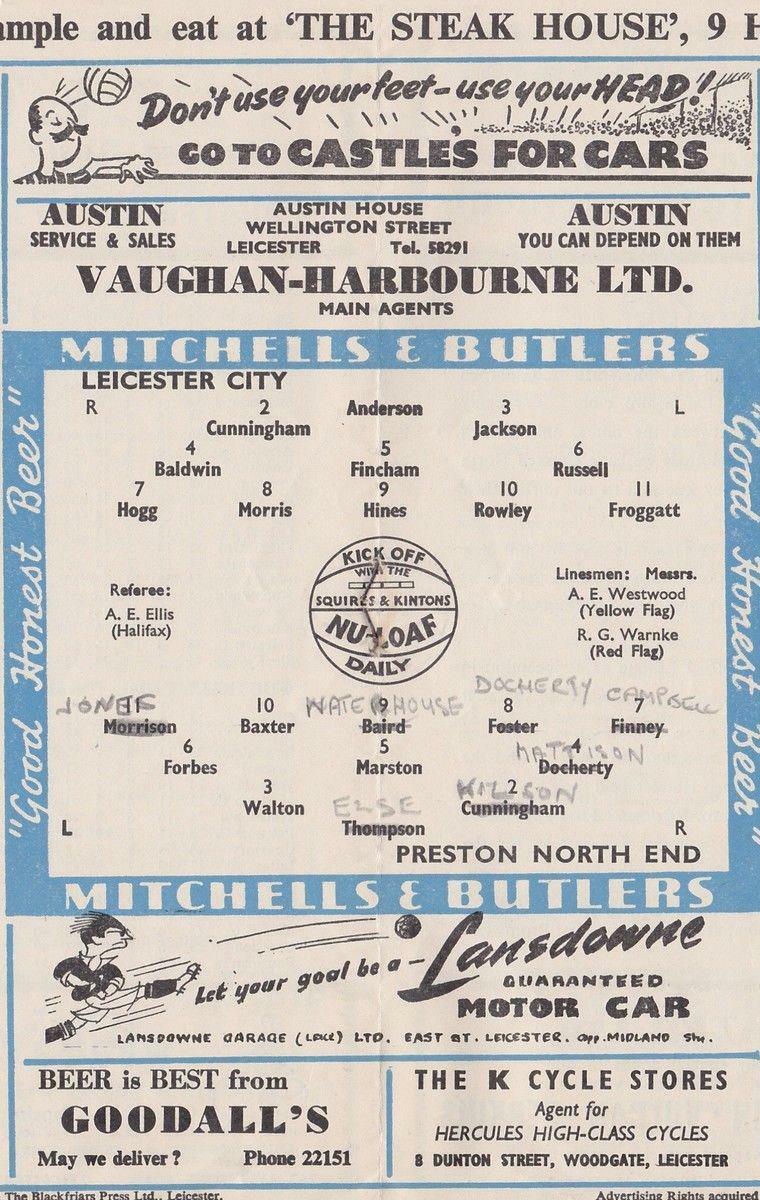 ample and eat at 'THE STEAK HOUSE', 9 H
Don't use your feet - use your HEAD!
GO TO CASTLE'S FOR CARS
AUSTIN
SERVICE & SALES
AUSTIN HOUSE
WELLINGTON STREET
LEICESTER Tel. 58291
AUSTIN
YOU CAN DEPEND ON THEM
VAUGHAN-HARBOURNE LTD.
MAIN AGENTS
MITCHELLS & BUTLERS
"Good Honest Beer"
"Good Honest Beer"
LEICESTER CITY
R 2 Anderson 3 L
Cunningham Jackson
4 5 6
Baldwin Fincham Russell
7 8 9 10 11
Hogg Morris Hines Rowley Froggatt
KICK OFF
WITH THE
SQUIRES & KINTONS
NU-LOAF
DAILY
Referee:
A. E. Ellis
(Halifax)
Linesmen: Messrs.
A. E. Westwood
(Yellow Flag)
R. G. Warnke
(Red Flag)
JONES WATERHOUSE DOCHERTY CAMPBELL
11 10 9 8 7
Morrison Baxter Baird Foster Finney
MATTISON
6 5 4
Forbes Marston Docherty
WILLSON
3 2
Walton ELSE Cunningham
L Thompson R
PRESTON NORTH END
MITCHELLS & BUTLERS
Let your goal be a - Lansdowne
GUARANTEED
MOTOR CAR
LANSDOWNE GARAGE (LEIC) LTD. EAST ST. LEICESTER. Opp. MIDLAND Stn.
BEER is BEST from
GOODALL'S
May we deliver? Phone 22151
THE K CYCLE STORES
Agent for
HERCULES HIGH-CLASS CYCLES
8 DUNTON STREET, WOODGATE, LEICESTER
The Blackfriars Press Ltd., Leicester. Advertising Rights acquired